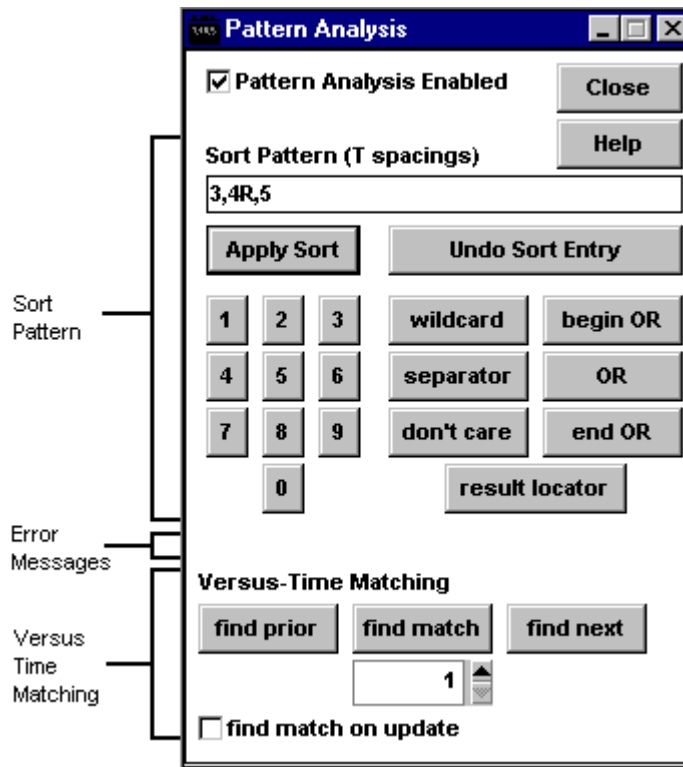 Pattern Analysis
Pattern Analysis Enabled
Close
Help
Sort Pattern (T spacings)
3,4R,5
Apply Sort
Undo Sort Entry
Sort
Pattern
1 2 3 wildcard begin OR
4 5 6 separator OR
7 8 9 don't care end OR
0 result locator
Error
Messages
Versus-Time Matching
find prior find match find next
Versus
Time
Matching
1
find match on update